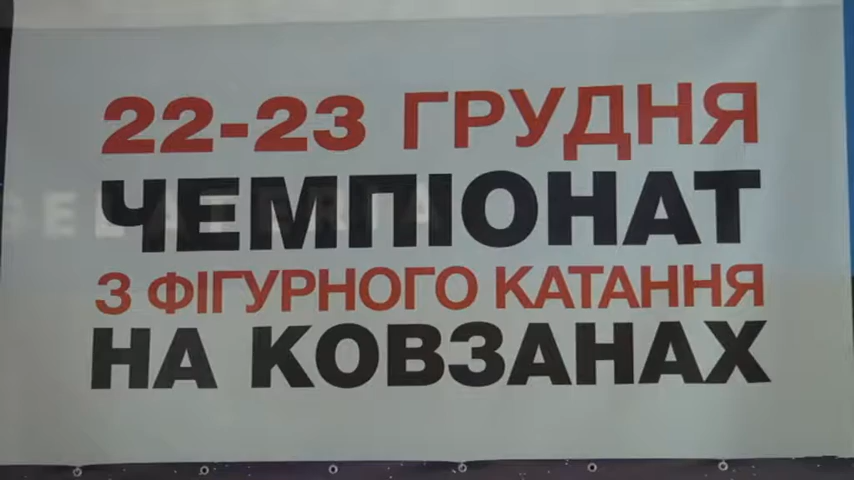 22-23 ГРУДНЯ
ЧЕМПІОНАТ
З ФІГУРНОГО КАТАННЯ
НА КОВЗАНАХ